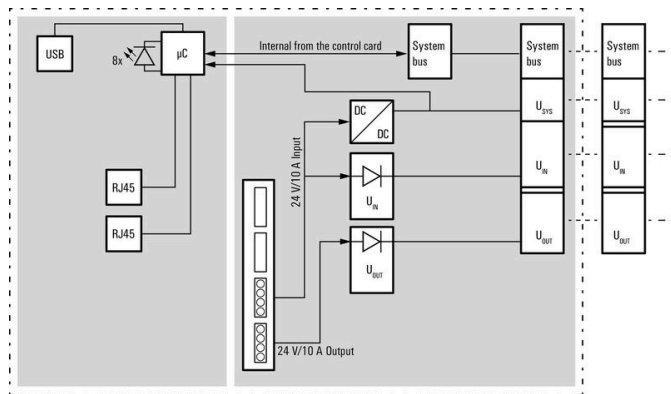 USB
8x
µC
Internal from the control card
System
bus
System
bus
System
bus
DC
DC
USYS
USYS
24 V/10 A Input
UIN
UIN
UIN
RJ45
RJ45
UOUT
UOUT
UOUT
24 V/10 A Output